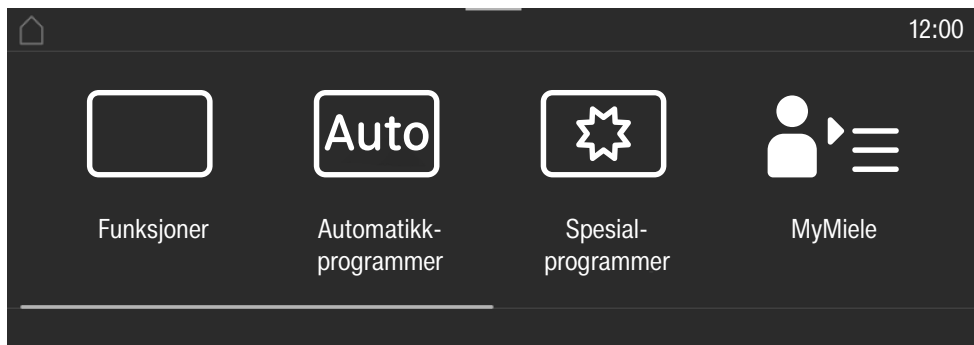 12:00
Auto
Funksjoner
Automatikk-
programmer
Spesial-
programmer
MyMiele